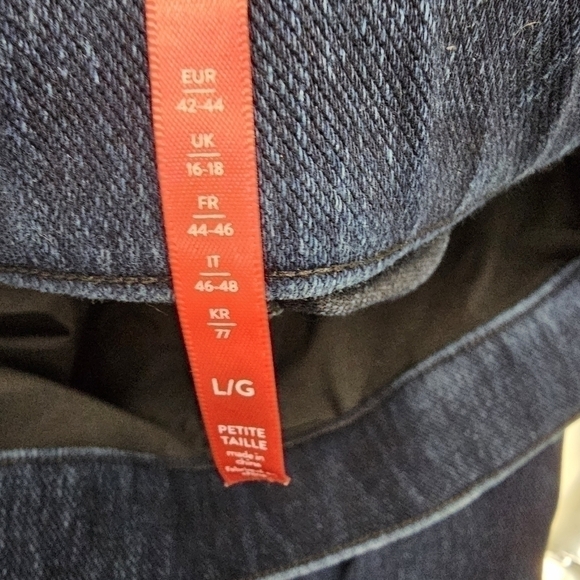 EUR
42-44
UK
16-18
FR
44-46
IT
46-48
KR
77
L/G
PETITE
TAILLE
made in
china